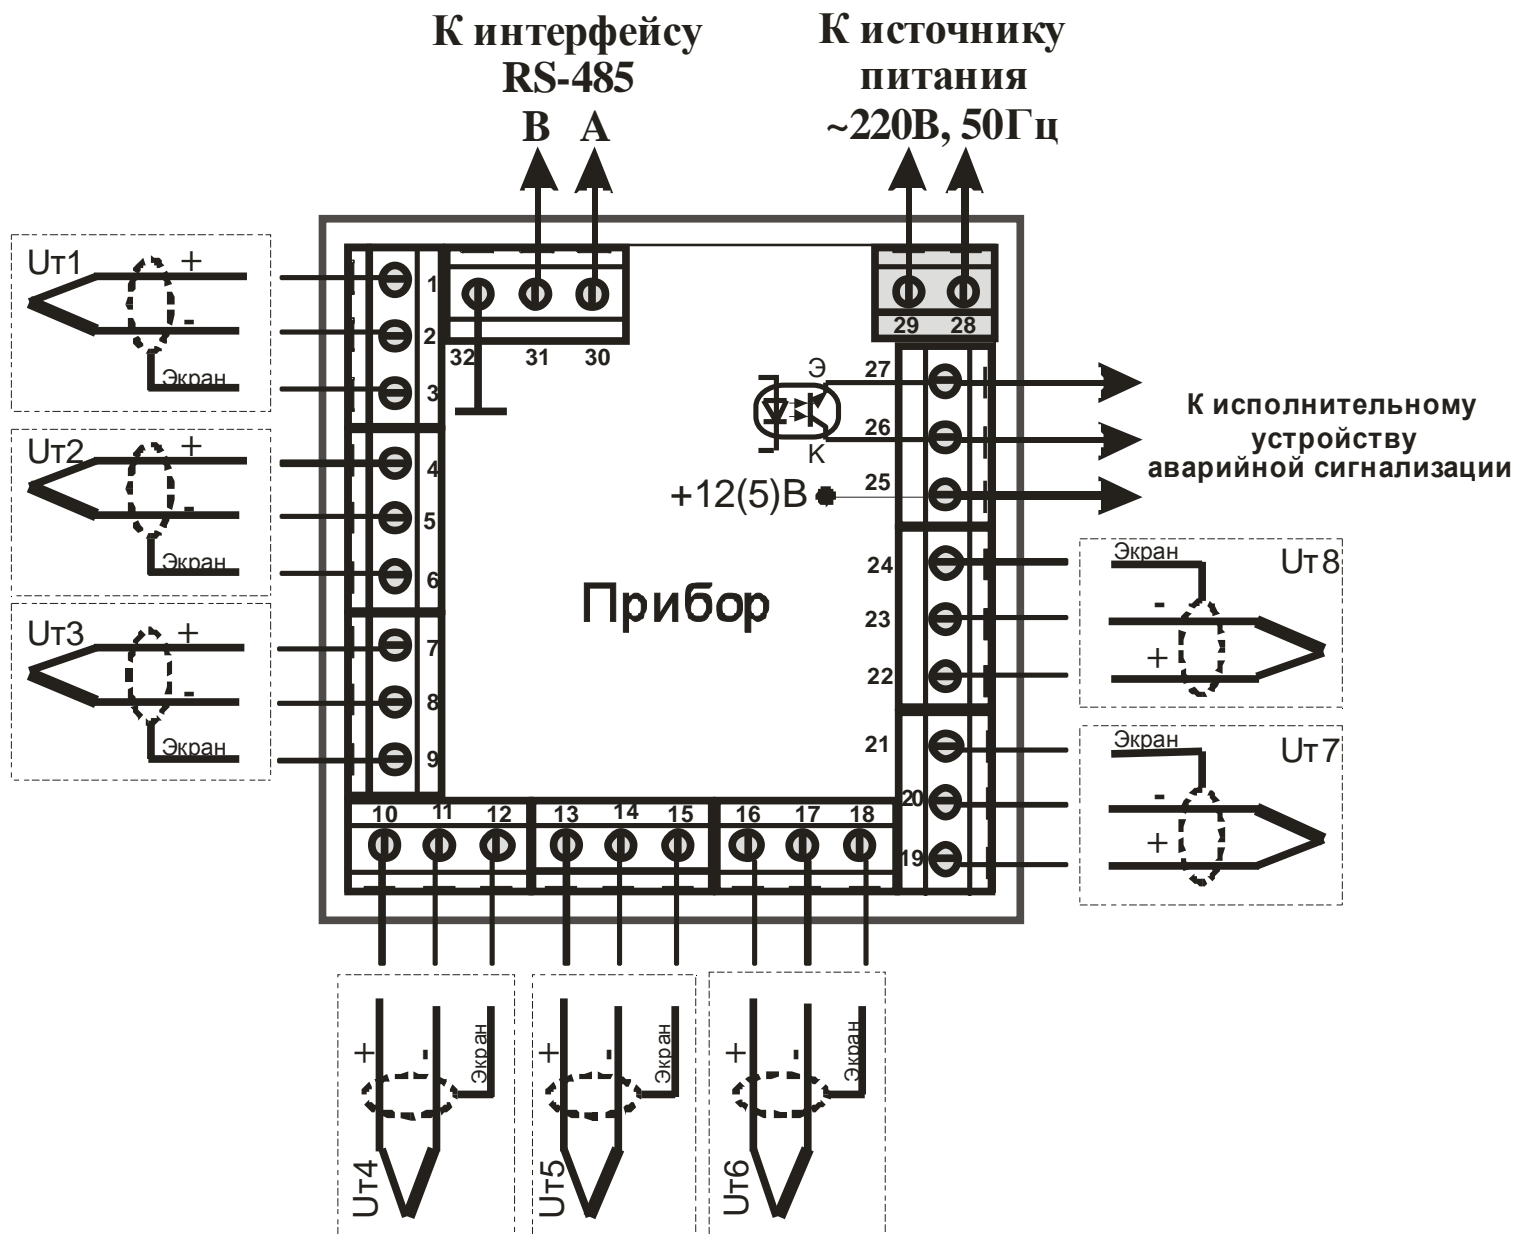 К интерфейсу
RS-485
В А
К источнику
питания
~220В, 50Гц
Uт1
+
-
Экран
Uт2
+
-
Экран
Uт3
+
-
Экран
1
2
3
4
5
6
7
8
9
32 31 30
29 28
Э
К
+12(5)В
27
26
25
24
23
22
21
20
19
К исполнительному
устройству
аварийной сигнализации
Прибор
Экран
Uт8
-
+
Экран
Uт7
-
+
10 11 12 13 14 15 16 17 18
+
-
Экран
Uт4
+
-
Экран
Uт5
+
-
Экран
Uт6